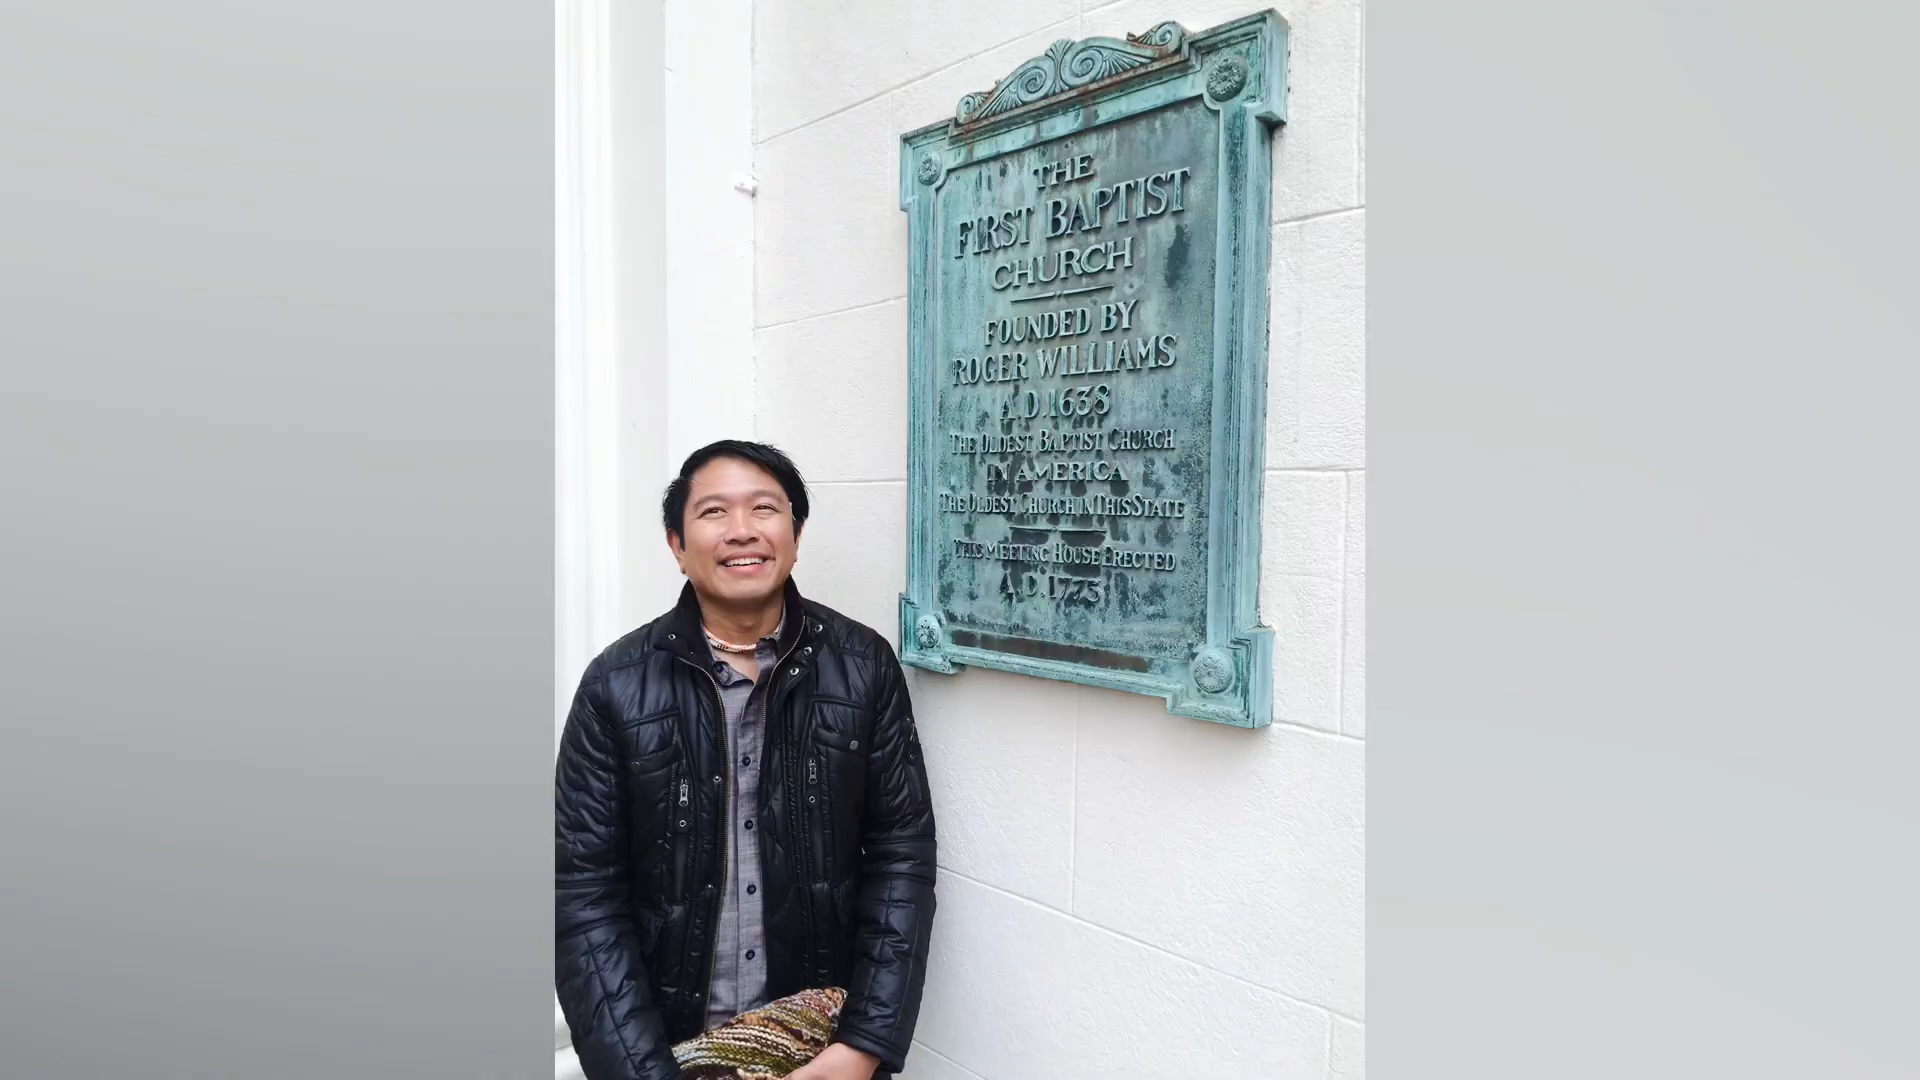 THE
FIRST BAPTIST
CHURCH
FOUNDED BY
ROGER WILLIAMS
A.D.1638
THE OLDEST BAPTIST CHURCH
IN AMERICA
THE OLDEST CHURCH IN THIS STATE
THIS MEETING HOUSE ERECTED
A.D.1775